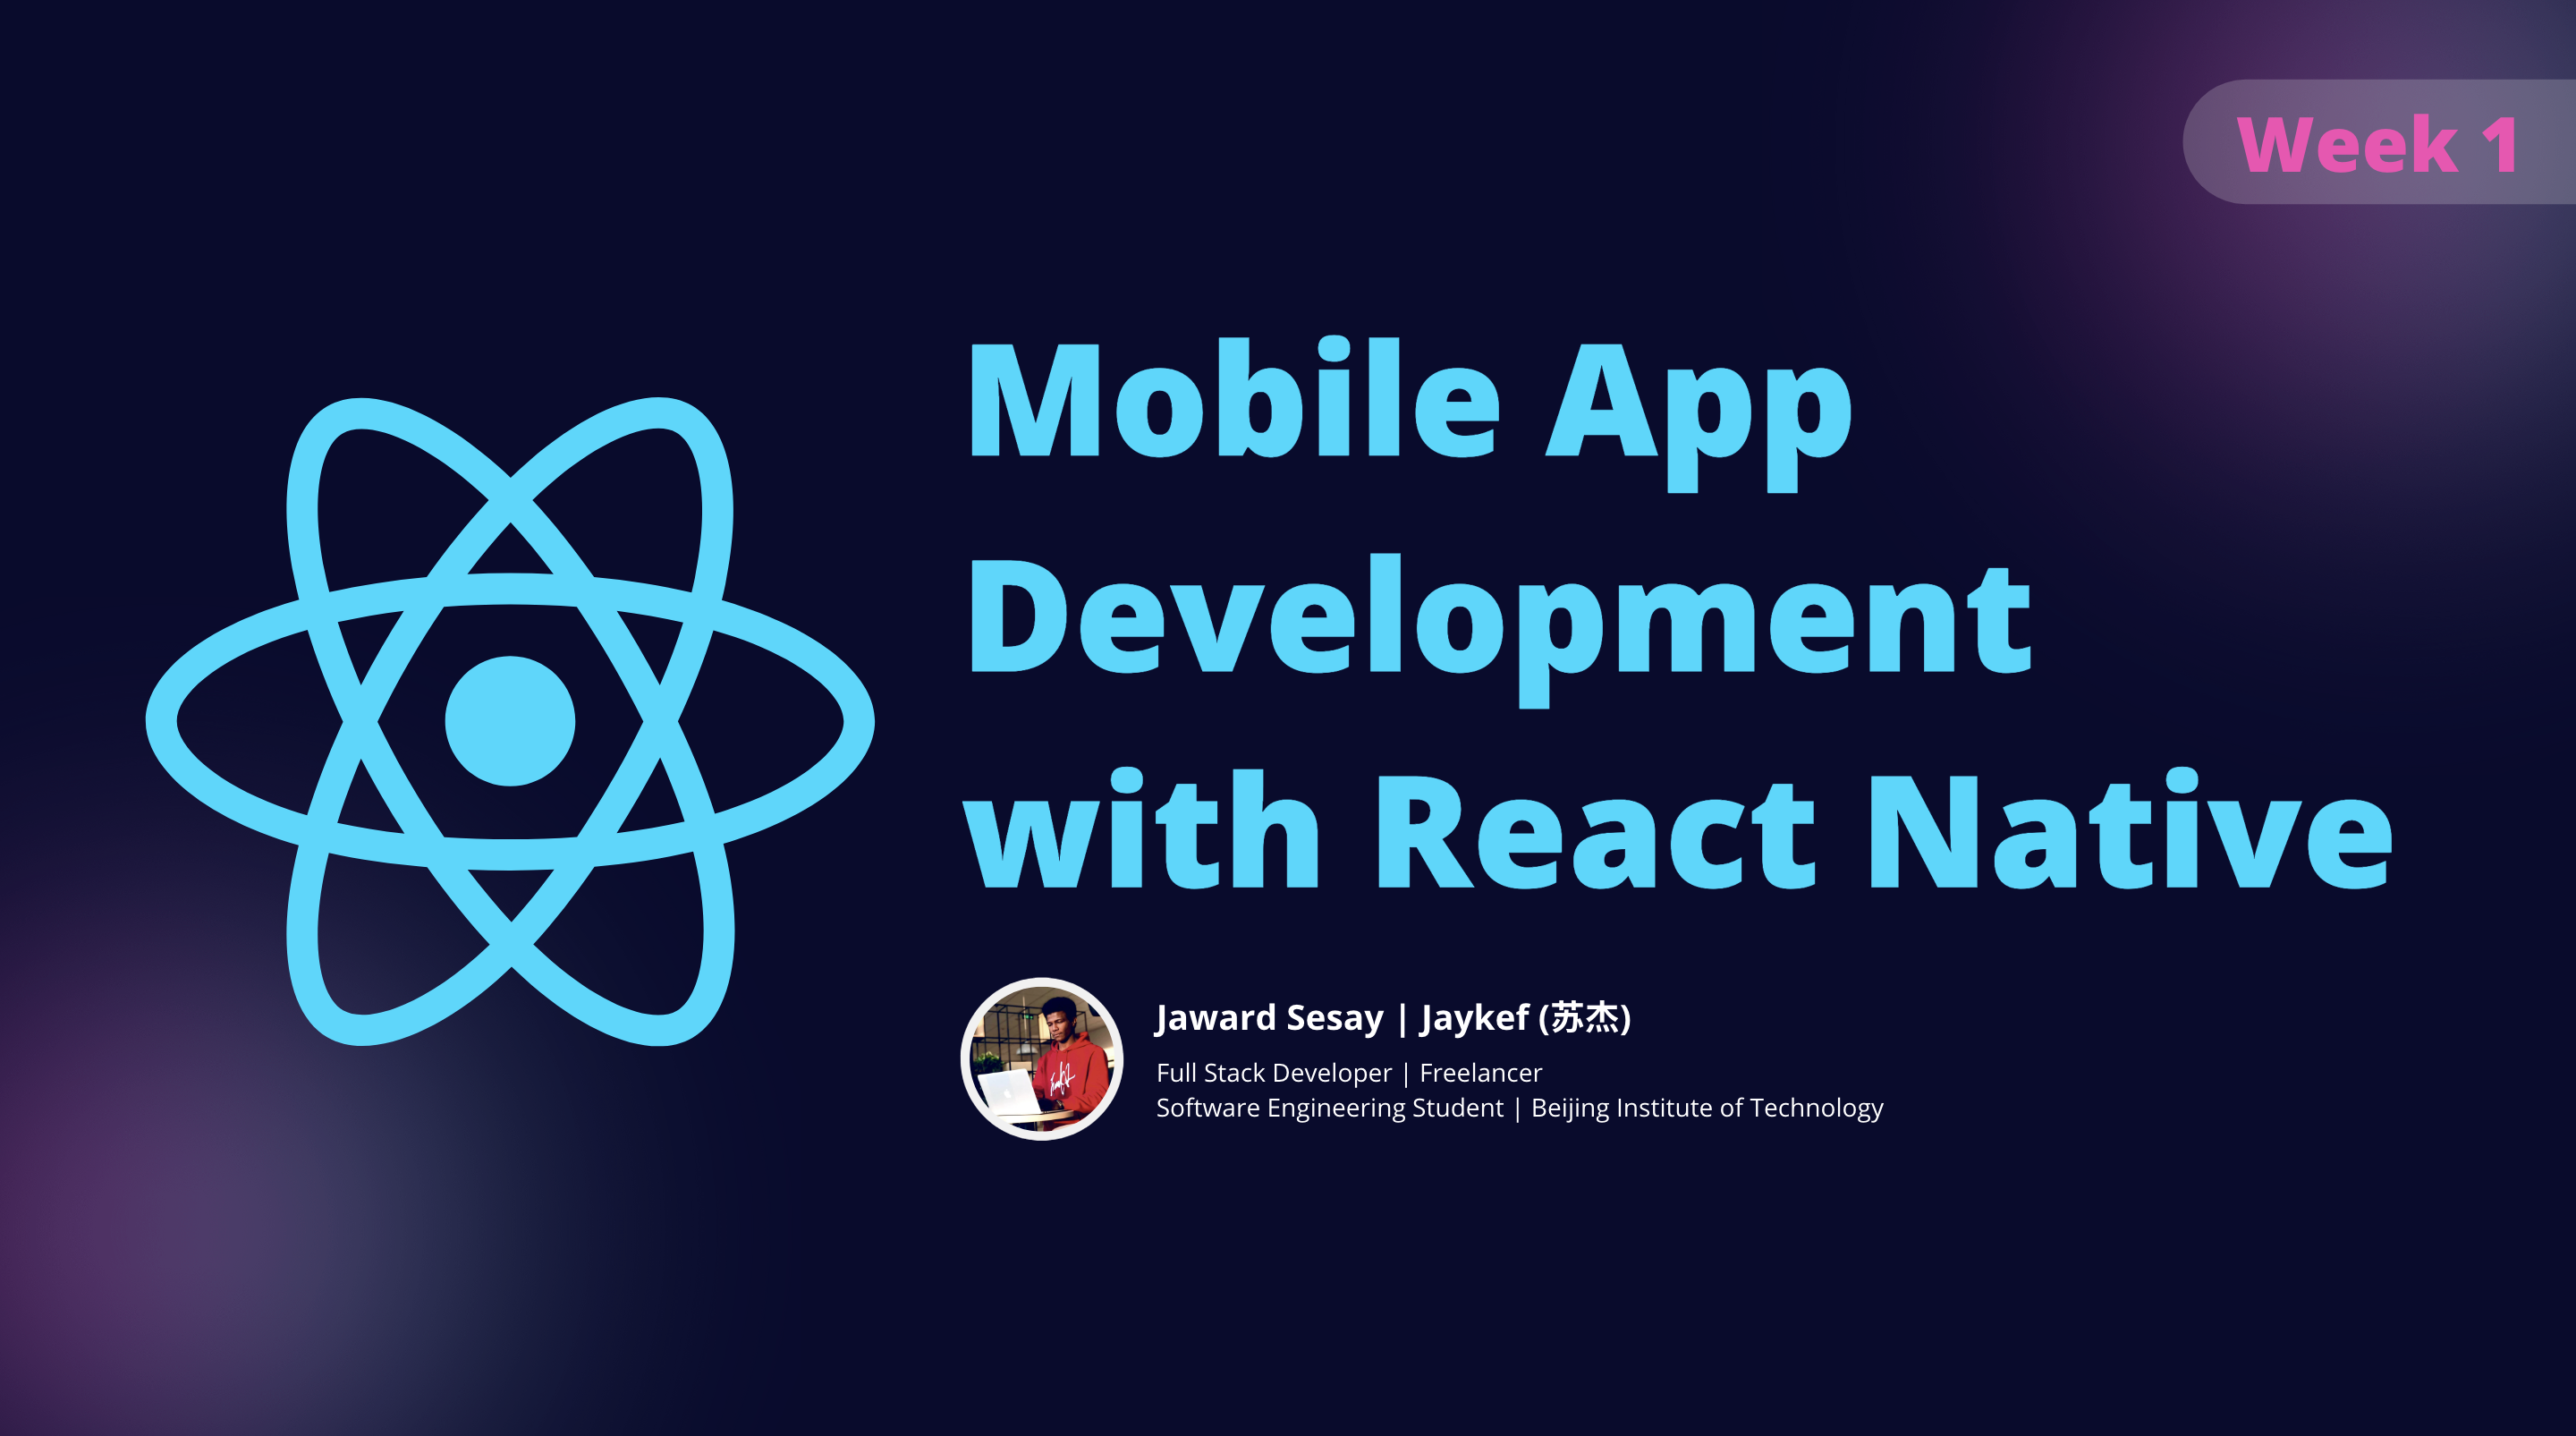 Week 1
Mobile App
Development
with React Native
Jaward Sesay | Jaykef (苏杰)
Full Stack Developer | Freelancer
Software Engineering Student | Beijing Institute of Technology